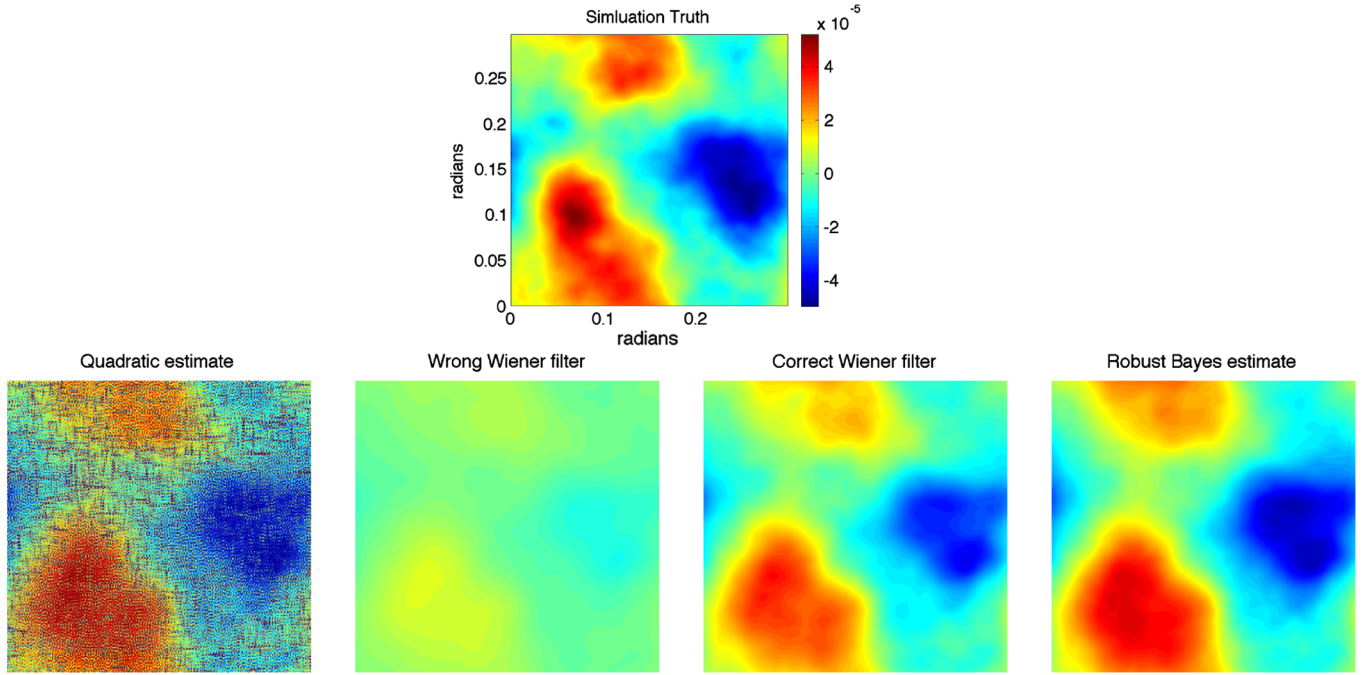 Simluation Truth
x 10
-5
0.25
0.2
0.15
0.1
0.05
0
radians
0
0.1
0.2
radians
4
2
0
-2
-4
Quadratic estimate
Wrong Wiener filter
Correct Wiener filter
Robust Bayes estimate